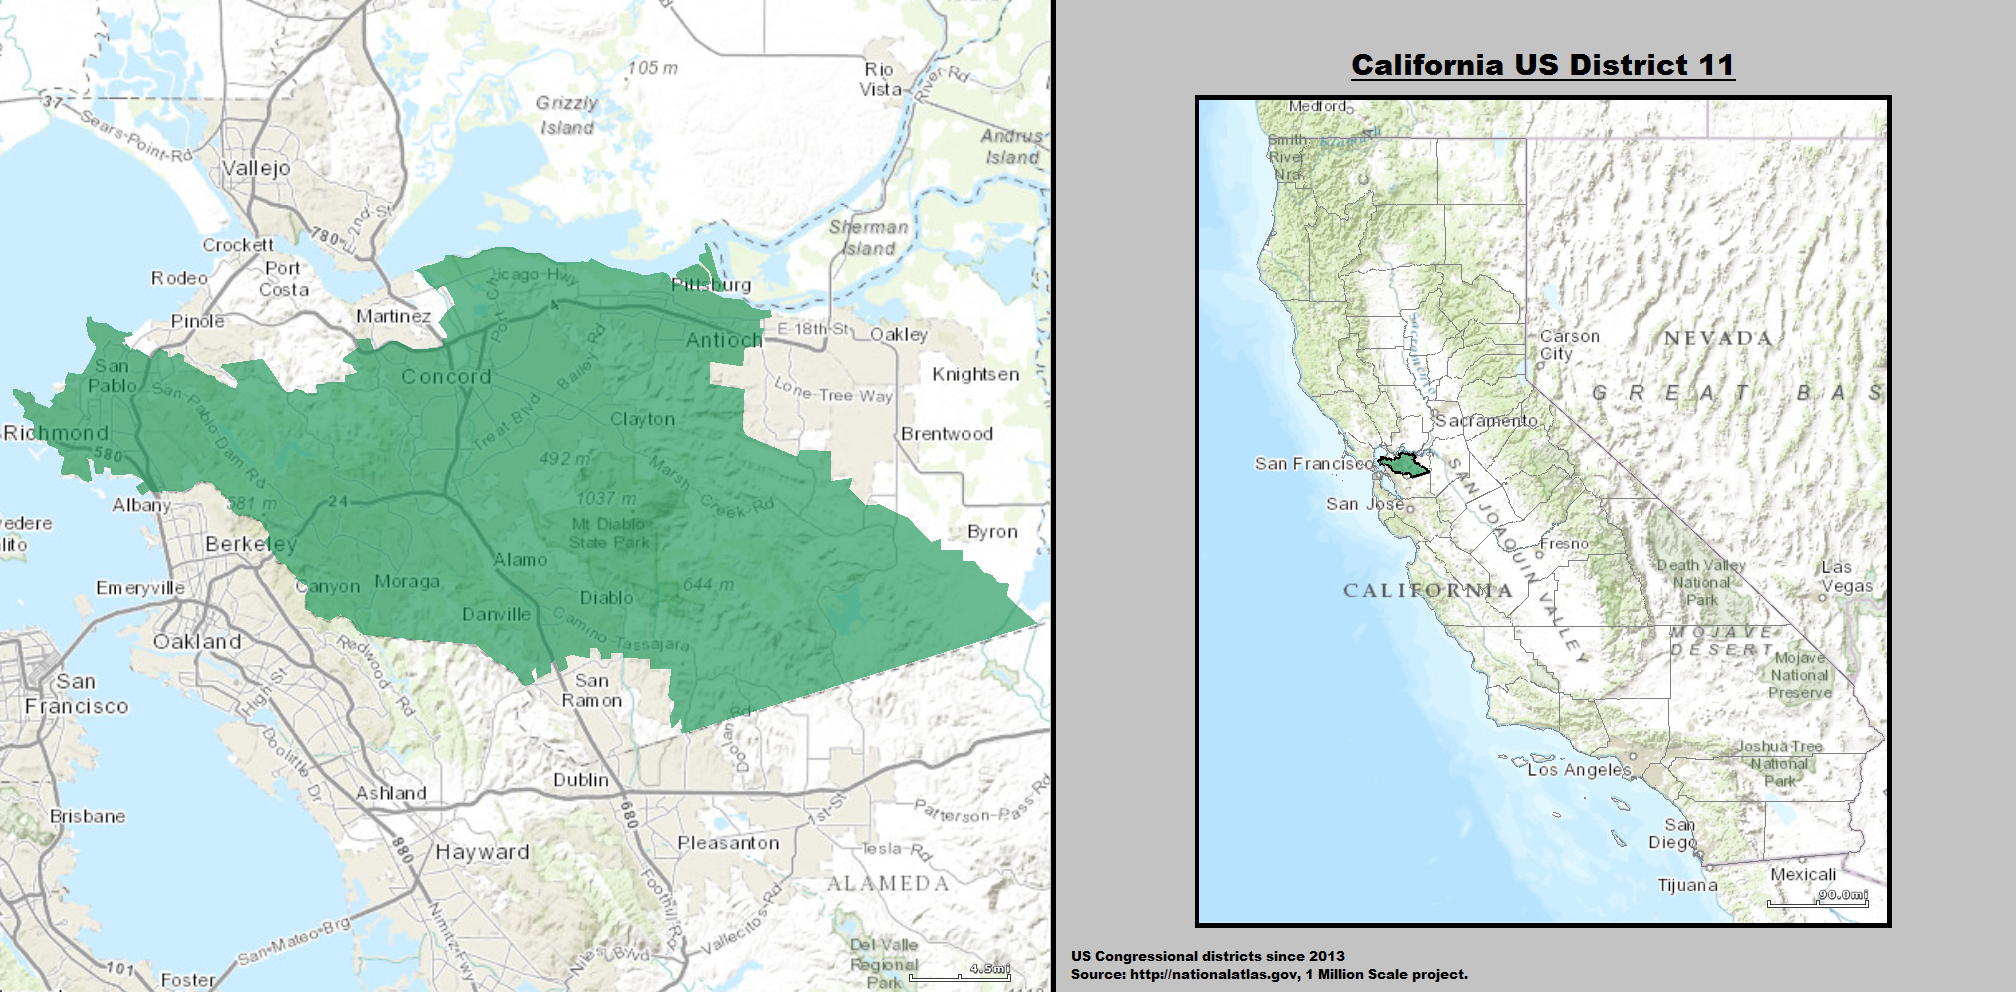 105 m
Rio
Vista
River Rd
Grizzly
Island
37
Sears-Point-Rd
Andrus
Island
Vallejo
E 2nd-St
780
Sherman
Island
Crockett
Port
Costa
Rodeo
Chicago-Hwy
Port
Pittsburg
4
Martinez
Pinole
E 18th-St
Oakley
Antioch
San
Pablo
San-Pablo Dam-Rd
Concord
Bailey Rd
Knightsen
Lone-Tree Way
Treat-Blvd
Clayton
Richmond
580
Brentwood
492 m
Marsh Creek-Rd
24
1037 m
581 m
Albany
Mt Diablo
State Park
vedere
lito
Berkeley
Byron
Alamo
Emeryville
Canyon
Moraga
644 m
Diablo
Danville
Camino-Tassajara
Oakland
Redwood-Rd
San
Francisco
San
Ramon
High St
Doolittle-Dr
Dublin
Ashland
680
1st-St
Patterson-Pass Rd
Brisbane
880
Hayward
Pleasanton
Tesla-Rd
ALAMEDA
Foothill Rd
Nimitz-Fwy
San-Mateo-Brg
Niles
Blvd
Vallecitos-Rd
101
Foster
Del Valle
Regional
Park
4.5mi
California US District 11
Medford
Smith
River
Nra
Carson
City
NEVADA
GREAT BAS
Sacramento
Sacramento
San Francisco
San Jose
SAN JOAQUIN VALLEY
Fresno
CALIFORNIA
Death Valley
National
Park
Las
Vegas
MOJAVE
DESERT
Mojave
National
Preserve
Joshua Tree
National
Park
Los Angeles
San
Diego
Tijuana
Mexicali
90.0mi
US Congressional districts since 2013
Source: http://nationalatlas.gov, 1 Million Scale project.